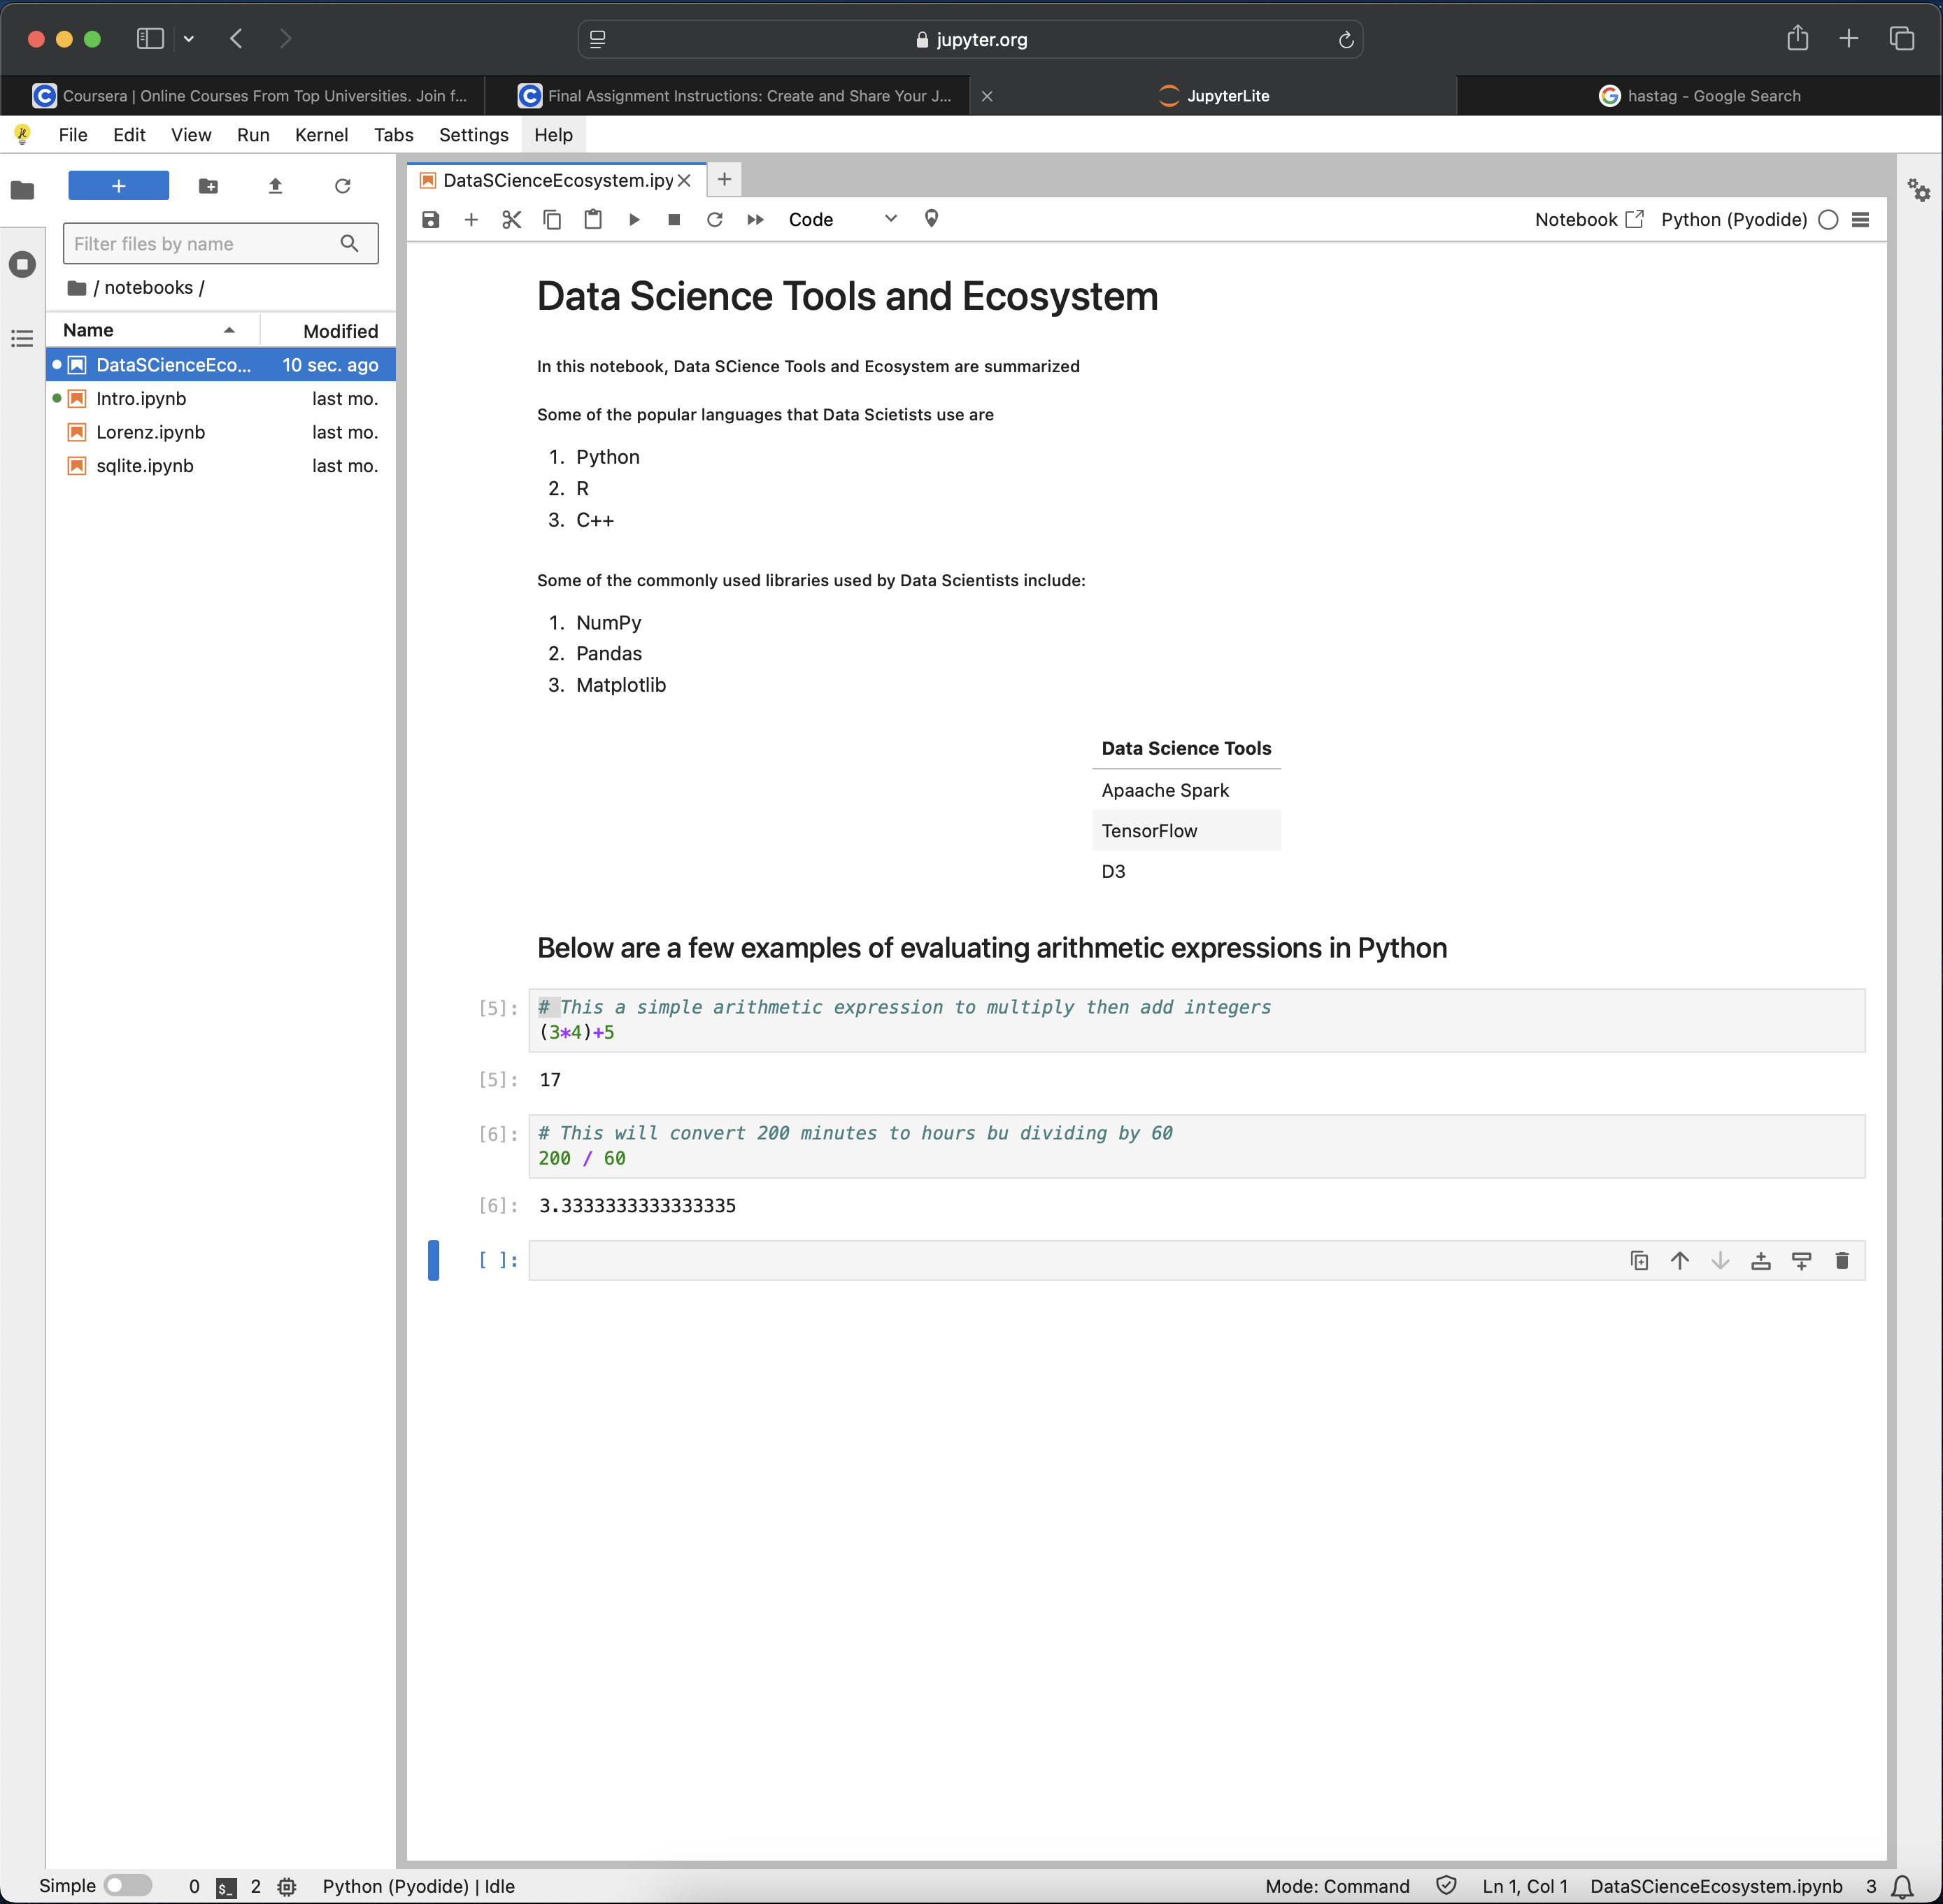 jupyter.org
Coursera | Online Courses From Top Universities. Join f...
Final Assignment Instructions: Create and Share Your J...
JupyterLite
hastag - Google Search
File Edit View Run Kernel Tabs Settings Help
Filter files by name
/ notebooks /
Name Modified
DataSCienceEco... 10 sec. ago
Intro.ipynb last mo.
Lorenz.ipynb last mo.
sqlite.ipynb last mo.
DataSCienceEcosystem.ipy
Code
Notebook Python (Pyodide)
Data Science Tools and Ecosystem
In this notebook, Data SCience Tools and Ecosystem are summarized
Some of the popular languages that Data Scietists use are
1. Python
2. R
3. C++
Some of the commonly used libraries used by Data Scientists include:
1. NumPy
2. Pandas
3. Matplotlib
Data Science Tools
Apaache Spark
TensorFlow
D3
Below are a few examples of evaluating arithmetic expressions in Python
[5]: # This a simple arithmetic expression to multiply then add integers
(3*4)+5
[5]: 17
[6]: # This will convert 200 minutes to hours bu dividing by 60
200 / 60
[6]: 3.3333333333333335
[ ]:
Simple 0 $_ 2 Python (Pyodide) | Idle
Mode: Command Ln 1, Col 1 DataSCienceEcosystem.ipynb 3